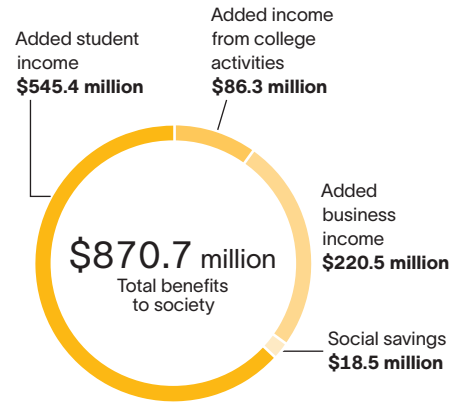 Added student
income
$545.4 million
Added income
from college
activities
$86.3 million
Added
business
income
$220.5 million
Social savings
$18.5 million
$870.7 million
Total benefits
to society